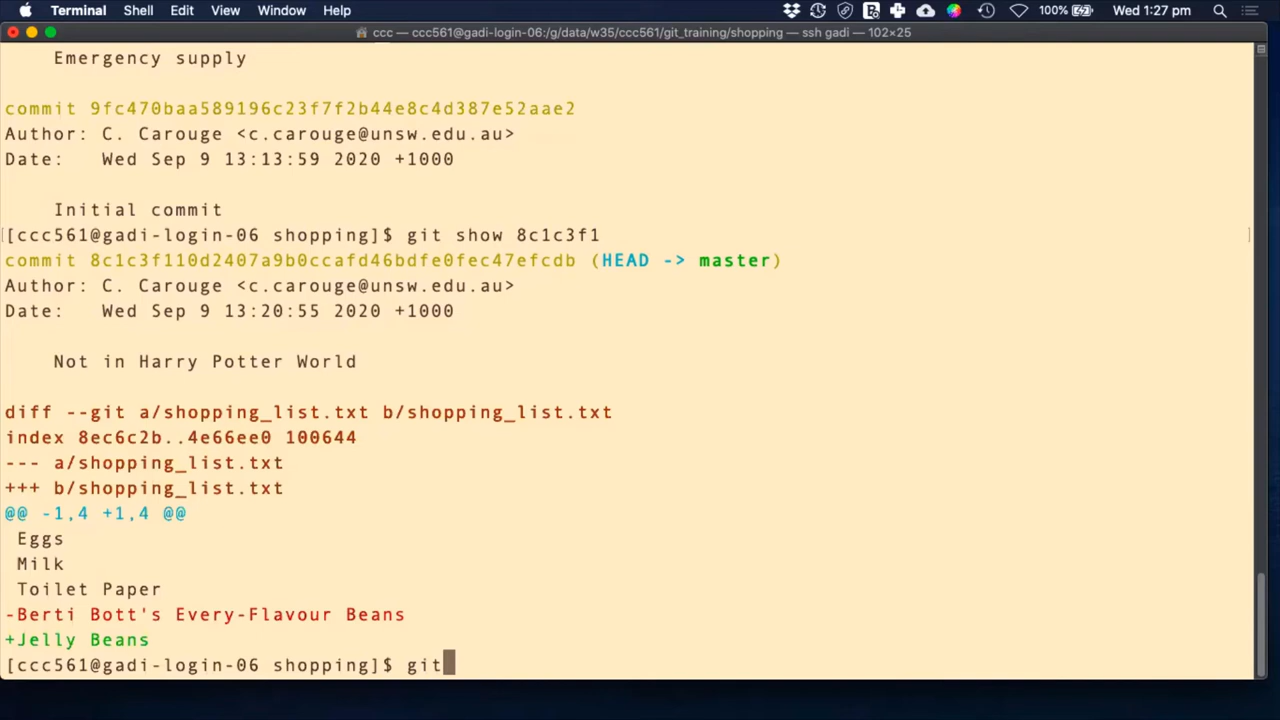 Terminal Shell Edit View Window Help 100% Wed 1:27 pm
ccc — ccc561@gadi-login-06:/g/data/w35/ccc561/git_training/shopping — ssh gadi — 102×25
Emergency supply
commit 9fc470baa589196c23f7f2b44e8c4d387e52aae2
Author: C. Carouge <c.carouge@unsw.edu.au>
Date:   Wed Sep 9 13:13:59 2020 +1000
Initial commit
[ccc561@gadi-login-06 shopping]$ git show 8c1c3f1
commit 8c1c3f110d2407a9b0ccafd46bdfe0fec47efcdb (HEAD -> master)
Author: C. Carouge <c.carouge@unsw.edu.au>
Date:   Wed Sep 9 13:20:55 2020 +1000
Not in Harry Potter World
diff --git a/shopping_list.txt b/shopping_list.txt
index 8ec6c2b..4e66ee0 100644
--- a/shopping_list.txt
+++ b/shopping_list.txt
@@ -1,4 +1,4 @@
Eggs
Milk
Toilet Paper
-Berti Bott's Every-Flavour Beans
+Jelly Beans
[ccc561@gadi-login-06 shopping]$ git